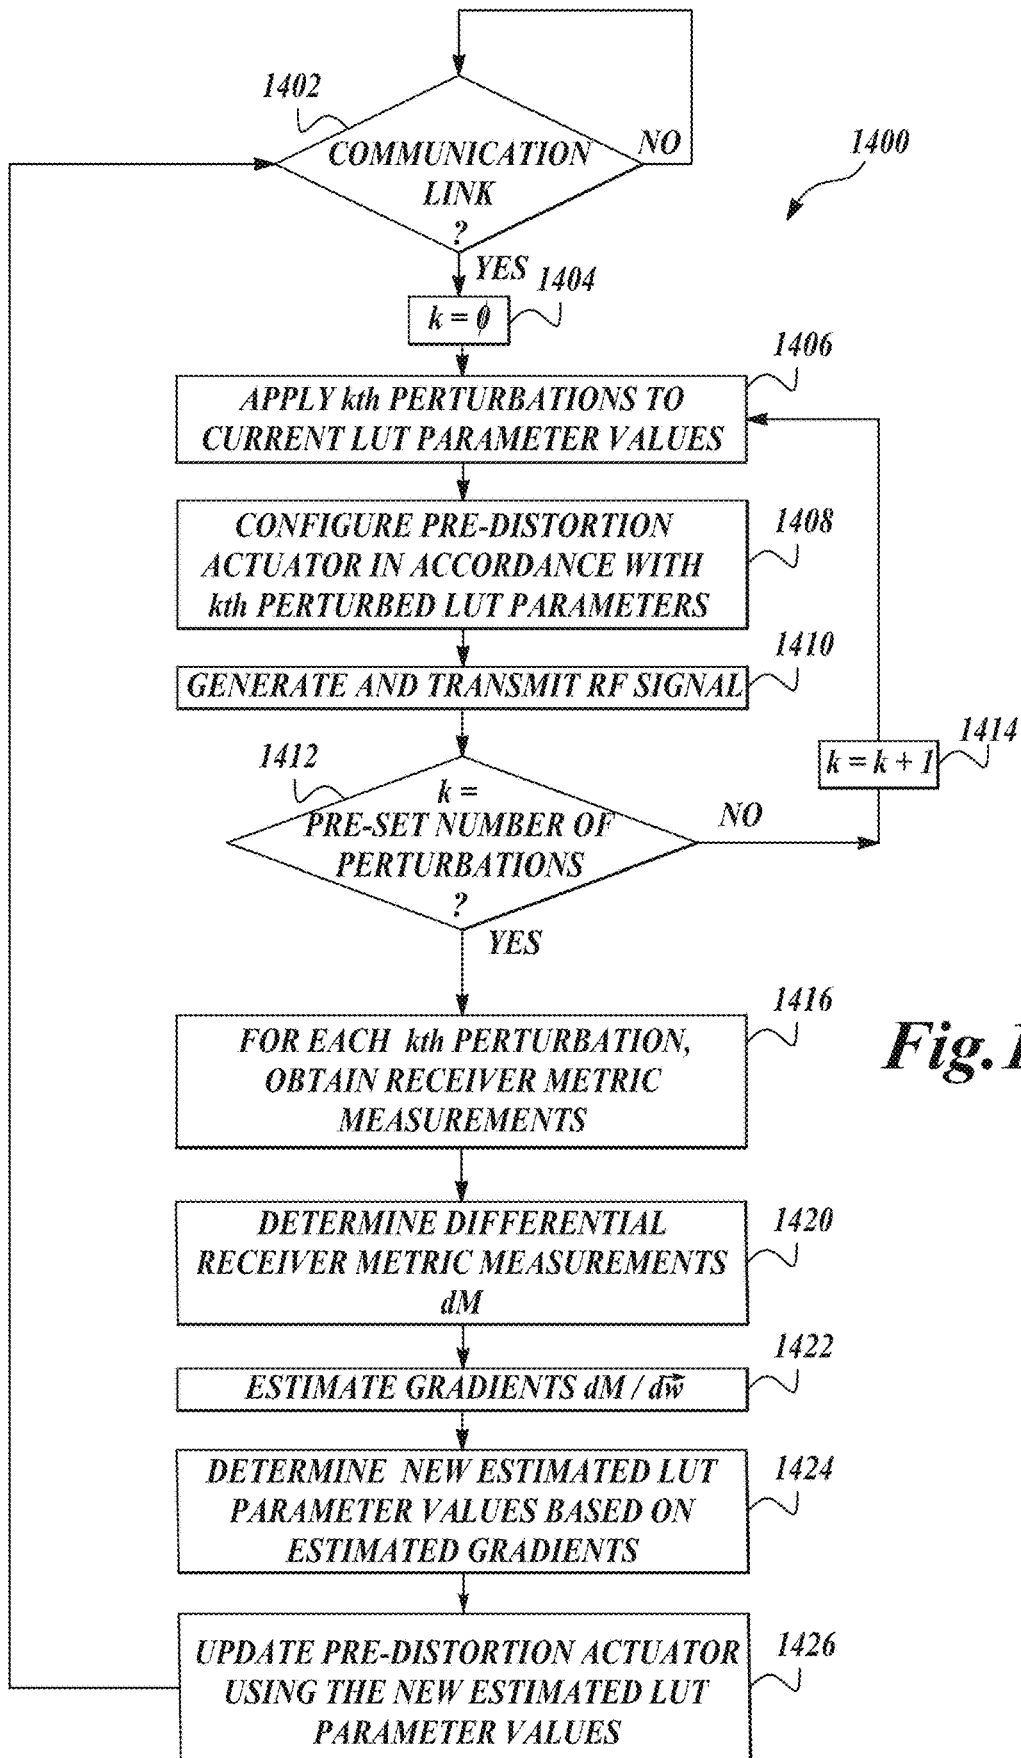 1402
COMMUNICATION
LINK
?
NO
1400
YES
1404
k = ϕ
1406
APPLY kth PERTURBATIONS TO
CURRENT LUT PARAMETER VALUES
CONFIGURE PRE-DISTORTION
ACTUATOR IN ACCORDANCE WITH
kth PERTURBED LUT PARAMETERS
1408
1410
GENERATE AND TRANSMIT RF SIGNAL
1412
k =
PRE-SET NUMBER OF
PERTURBATIONS
?
NO
k = k + 1
1414
YES
1416
FOR EACH kth PERTURBATION,
OBTAIN RECEIVER METRIC
MEASUREMENTS
Fig.1
DETERMINE DIFFERENTIAL
RECEIVER METRIC MEASUREMENTS
dM
1420
1422
ESTIMATE GRADIENTS dM / dw⃗
DETERMINE NEW ESTIMATED LUT
PARAMETER VALUES BASED ON
ESTIMATED GRADIENTS
1424
UPDATE PRE-DISTORTION ACTUATOR
USING THE NEW ESTIMATED LUT
PARAMETER VALUES
1426